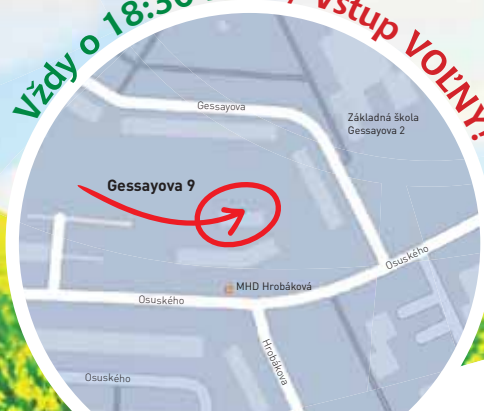 Vždy o 18:30
Vstup VOĽNÝ!
Gessayova
Základná škola
Gessayova 2
Gessayova 9
Osuského
MHD Hrobáková
Osuského
Hrobákova
Osuského